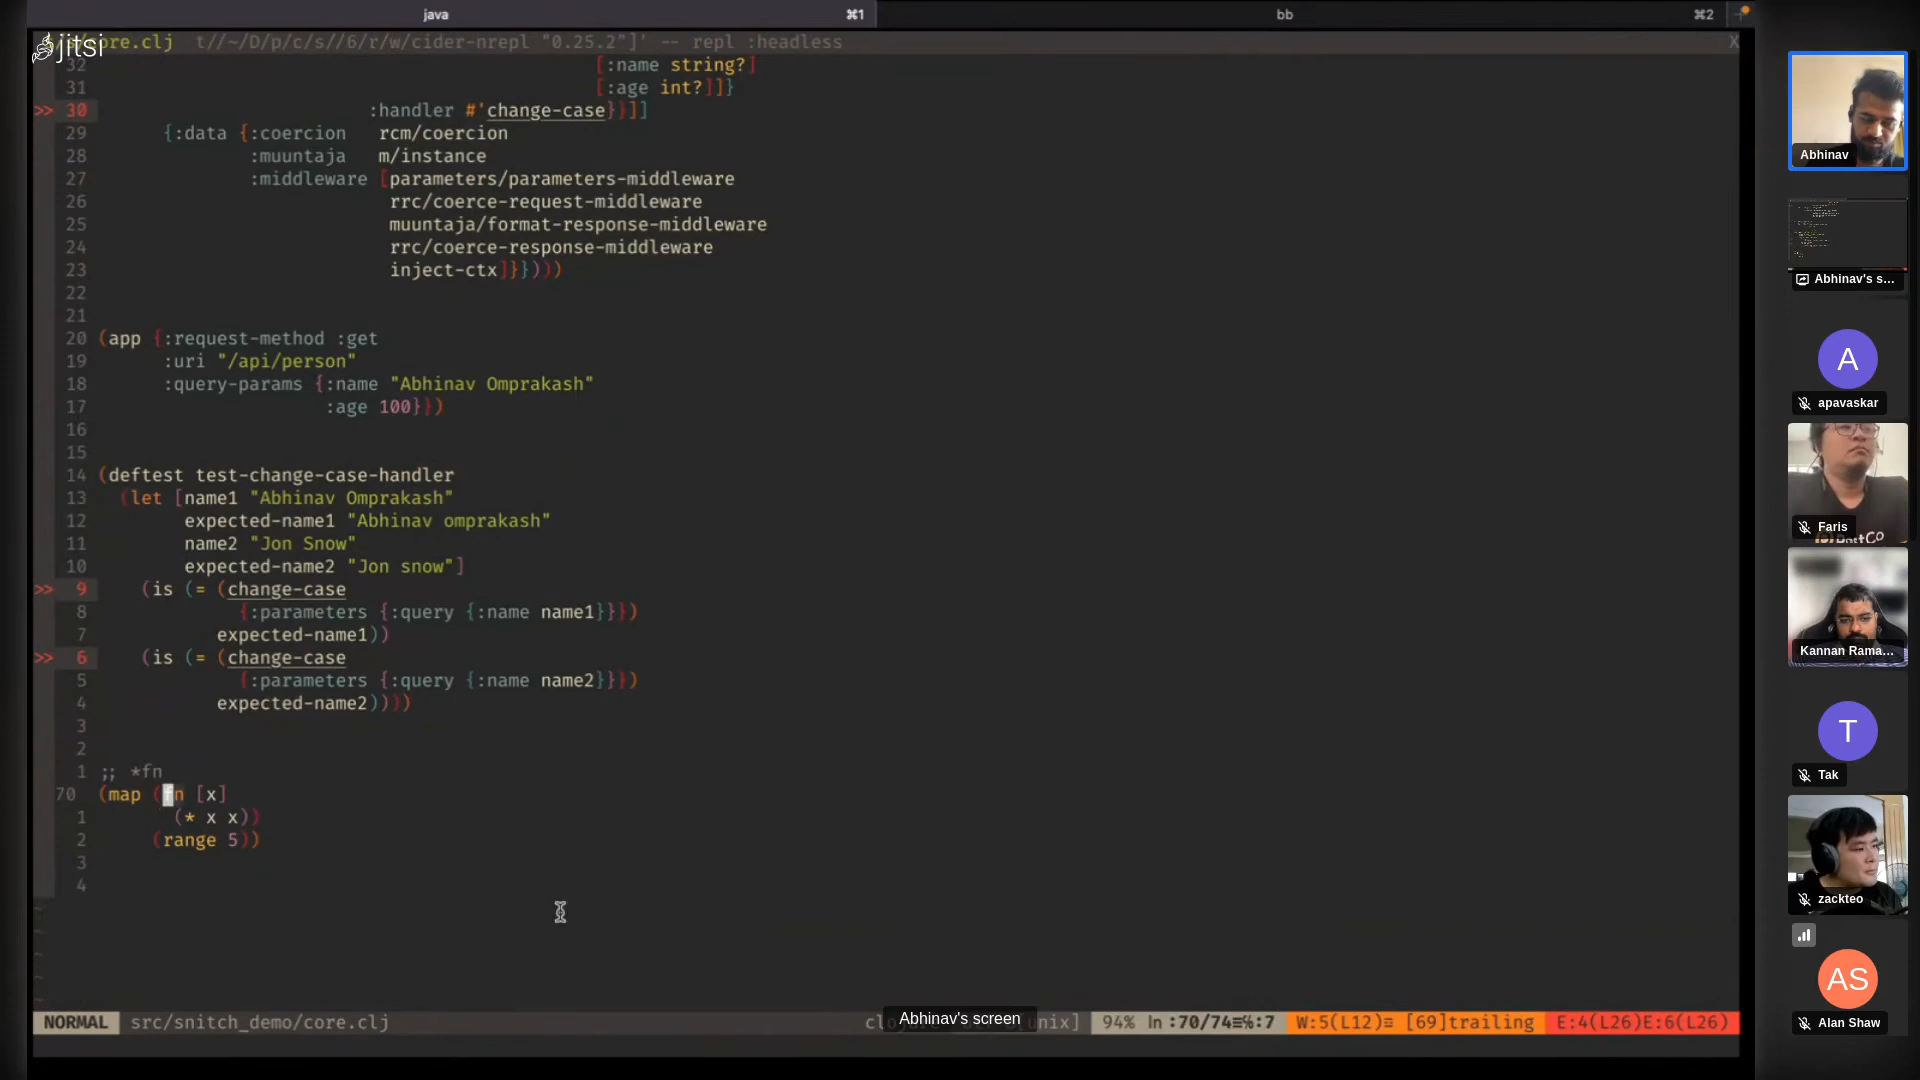 java ⌘1 bb ⌘2
jitsi
core.clj t//~/D/p/c/s//6/r/w/cider-nrepl "0.25.2"]' -- repl :headless X
32 [:name string?]
31 [:age int?]]}
>> 30 :handler #'change-case}}]]
29 {:data {:coercion rcm/coercion
28 :muuntaja m/instance
27 :middleware [parameters/parameters-middleware
26 rrc/coerce-request-middleware
25 muuntaja/format-response-middleware
24 rrc/coerce-response-middleware
23 inject-ctx]}})))
22
21
20 (app {:request-method :get
19 :uri "/api/person"
18 :query-params {:name "Abhinav Omprakash"
17 :age 100}})
16
15
14 (deftest test-change-case-handler
13 (let [name1 "Abhinav Omprakash"
12 expected-name1 "Abhinav omprakash"
11 name2 "Jon Snow"
10 expected-name2 "Jon snow"]
>> 9 (is (= (change-case
8 {:parameters {:query {:name name1}}})
7 expected-name1))
>> 6 (is (= (change-case
5 {:parameters {:query {:name name2}}})
4 expected-name2))))
3
2
1 ;; *fn
70 (map (fn [x]
1 (* x x))
2 (range 5))
3
4
~
~
~
~
~
NORMAL src/snitch_demo/core.clj unix] 94% ln :70/74≡℅:7 W:5(L12)≡ [69]trailing E:4(L26)E:6(L26)
Abhinav's screen
Abhinav
Abhinav's s...
A
apavaskar
Faris
Kannan Rama...
T
Tak
zackteo
AS
Alan Shaw